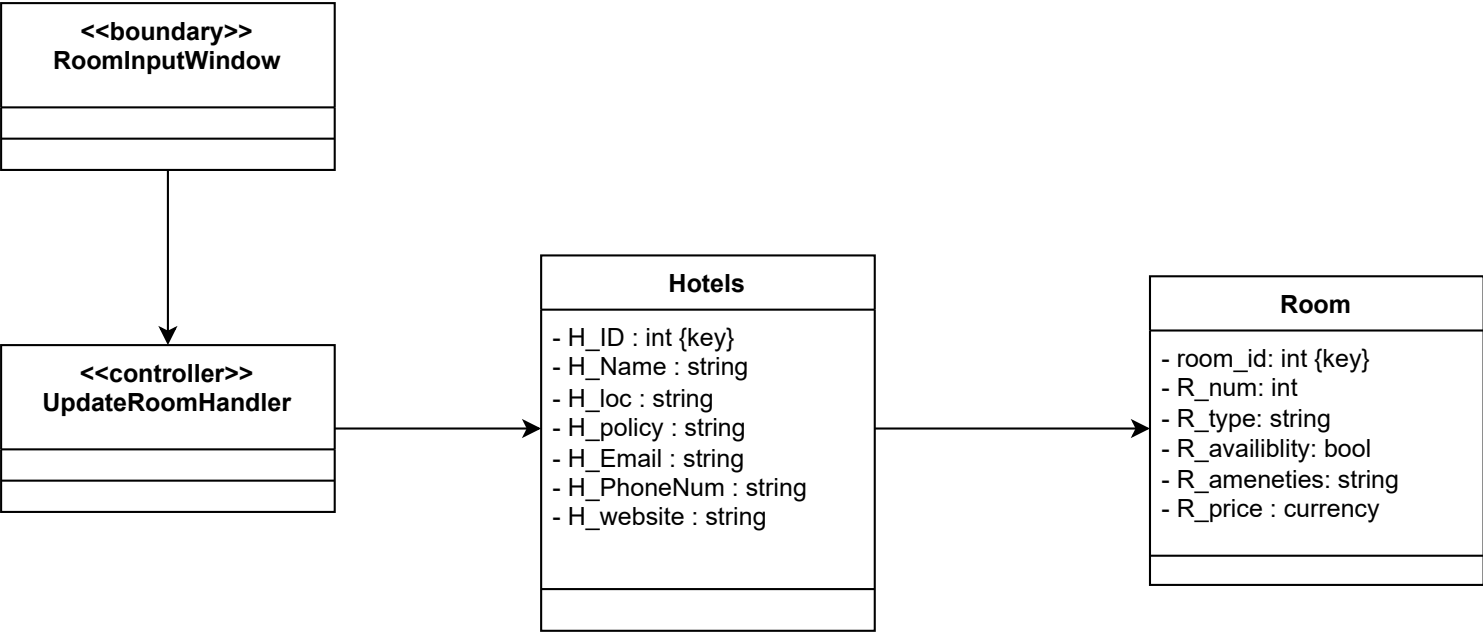 <<boundary>>
RoomInputWindow
<<controller>>
UpdateRoomHandler
Hotels
- H_ID : int {key}
- H_Name : string
- H_loc : string
- H_policy : string
- H_Email : string
- H_PhoneNum : string
- H_website : string
Room
- room_id: int {key}
- R_num: int
- R_type: string
- R_availiblity: bool
- R_ameneties: string
- R_price : currency